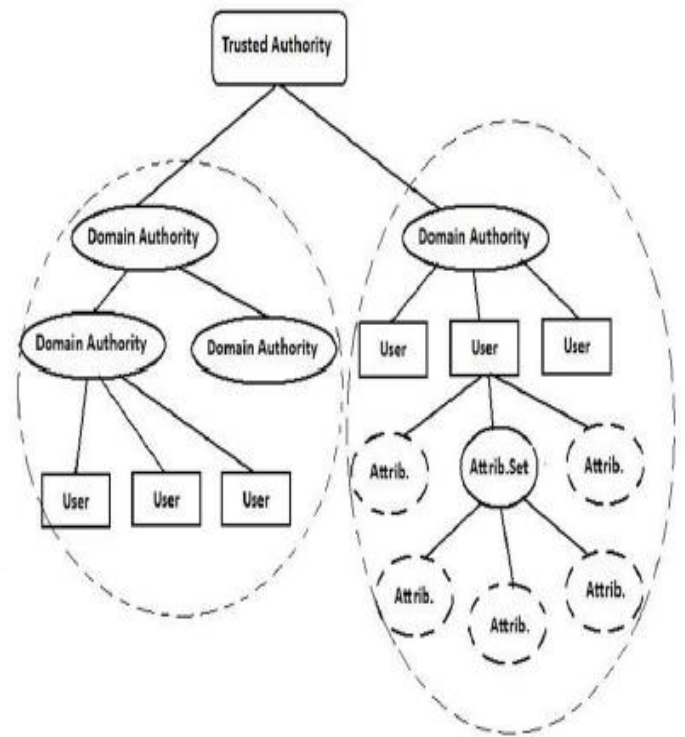 Trusted Authority
Domain Authority
Domain Authority
Domain Authority
Domain Authority
User
User
User
Attrib.
Attrib.Set
Attrib.
User
User
User
Attrib.
Attrib.
Attrib.